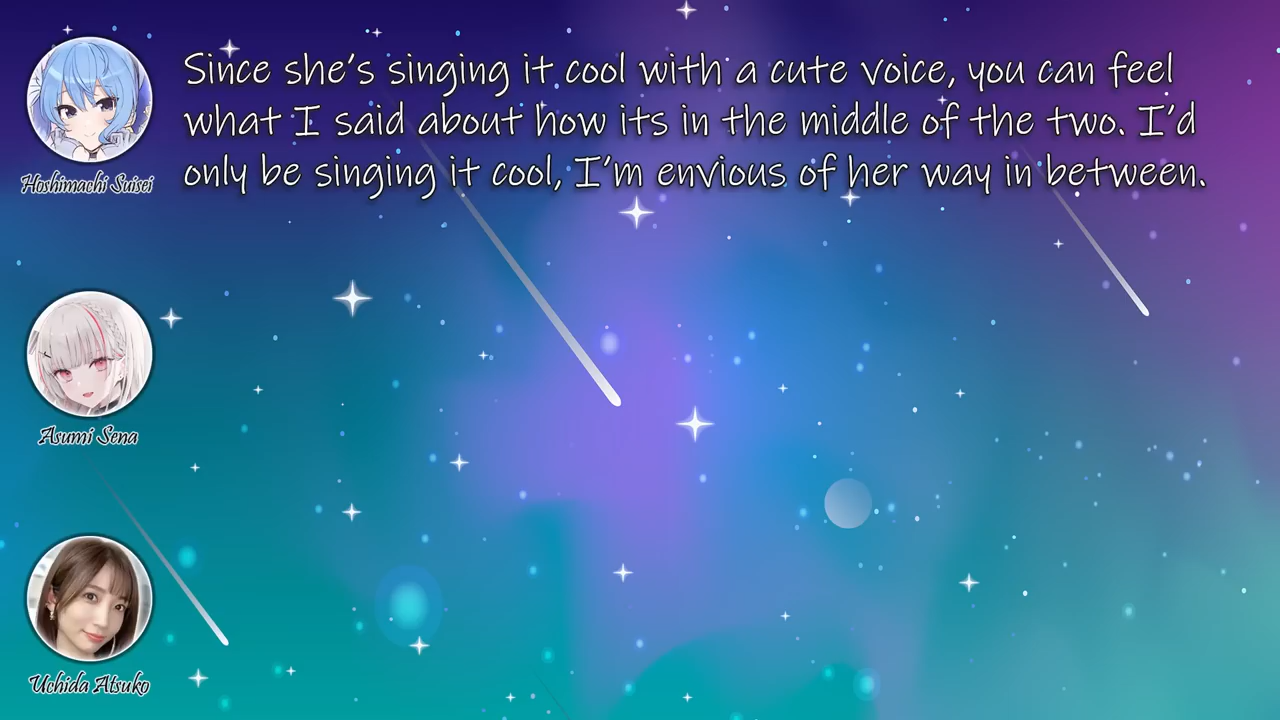 Since she's singing it cool with a cute voice, you can feel
what I said about how its in the middle of the two. I'd
only be singing it cool, I'm envious of her way in between.
Hoshimachi Suisei
Asumi Sena
Uchida Atsuko